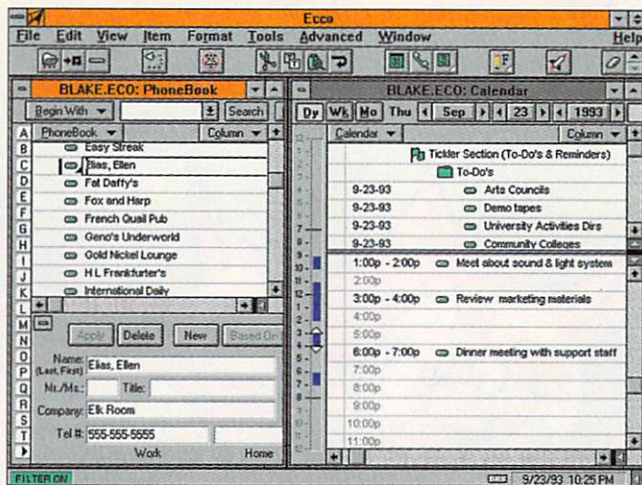 Ecco
File Edit View Item Format Tools Advanced Window Help
BLAKE.ECO: PhoneBook
Begin With Search
PhoneBook Column
A
B
C
D
E
F
G
H
I
J
K
L
M
N
O
P
Q
R
S
T
Easy Streak
Elias, Ellen
Fat Daffy's
Fox and Harp
French Quail Pub
Geno's Underworld
Gold Nickel Lounge
H L Frankfurter's
International Daily
Apply Delete New Based On
Name: Elias, Ellen
(Last, First)
Mr./Ms.: Title:
Company: Elk Room
Tel #: 555-555-5555
Work Home
BLAKE.ECO: Calendar
Dy Wk Mo Thu Sep 23 1993
Calendar Column
Tickler Section (To-Do's & Reminders)
To-Do's
9-23-93 Arts Councils
9-23-93 Demo tapes
9-23-93 University Activities Dirs
9-23-93 Community Colleges
1:00p - 2:00p Meet about sound & light system
2:00p
3:00p - 4:00p Review marketing materials
4:00p
5:00p
6:00p - 7:00p Dinner meeting with support staff
7:00p
8:00p
9:00p
10:00p
11:00p
FILTER ON 9/23/93 10:25 PM